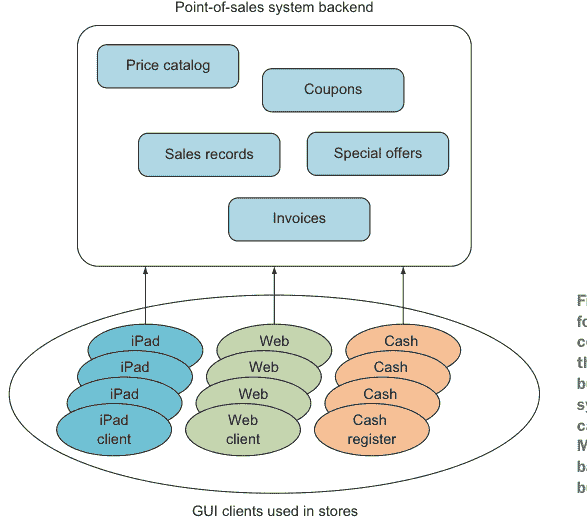 Point-of-sales system backend
Price catalog
Coupons
Sales records
Special offers
Invoices
iPad
iPad
iPad
iPad
client
Web
Web
Web
Web
client
Cash
Cash
Cash
Cash
register
GUI clients used in stores